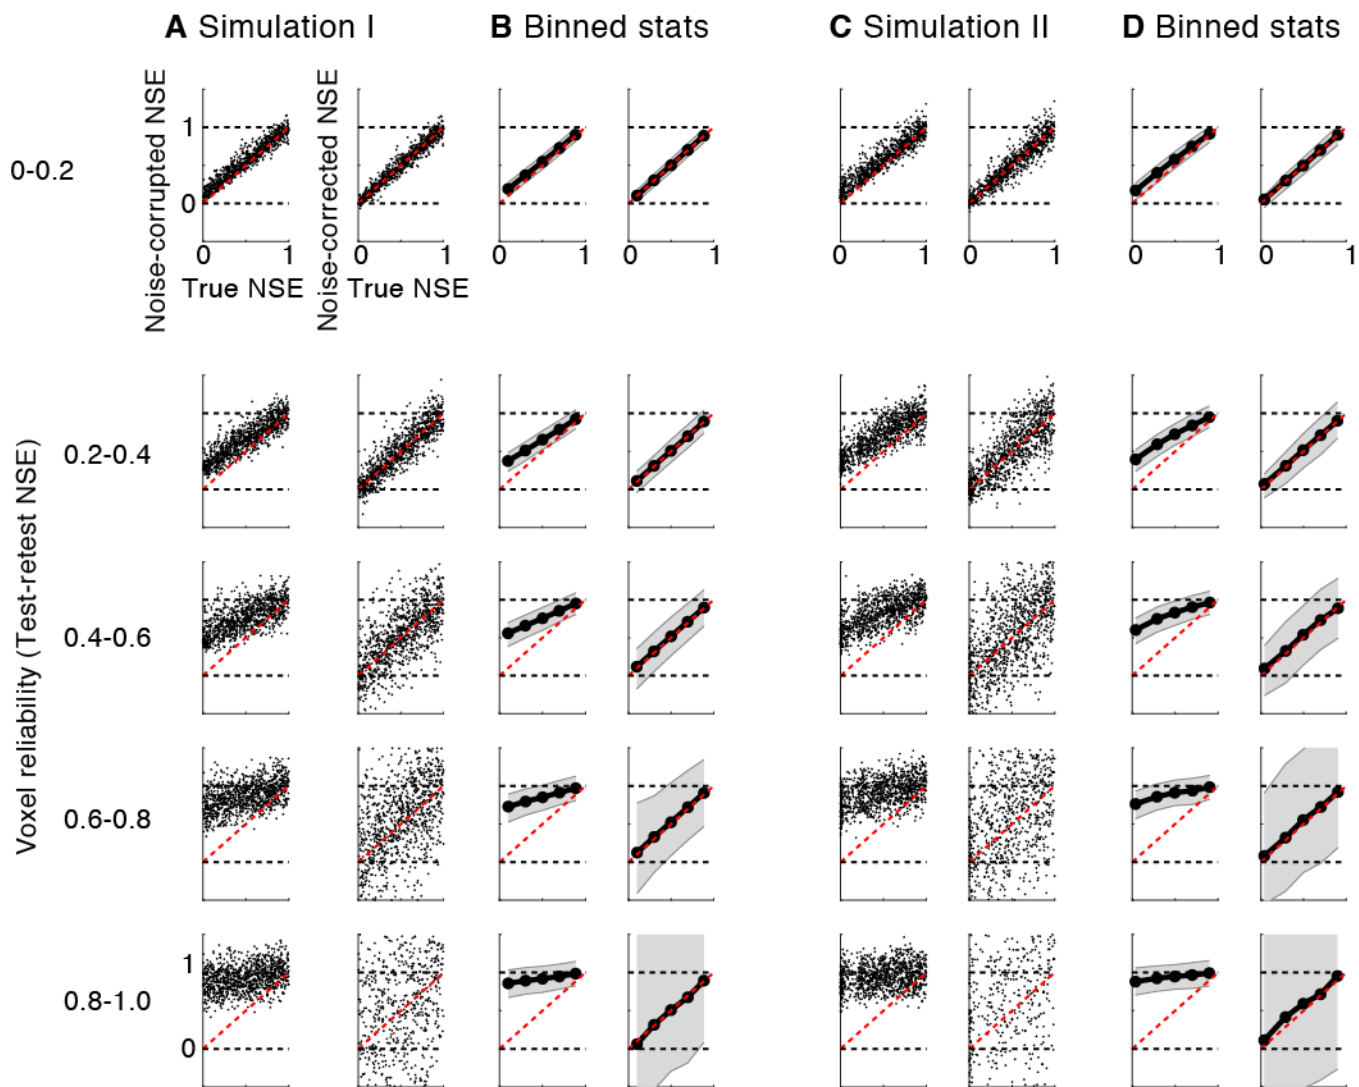 A Simulation I
B Binned stats
C Simulation II
D Binned stats
Voxel reliability (Test-retest NSE)
0-0.2
Noise-corrupted NSE
1
0
0 1
True NSE
Noise-corrected NSE
0 1
True NSE
0 1
0 1
0 1
0 1
0 1
0 1
0.2-0.4
0.4-0.6
0.6-0.8
0.8-1.0
1
0